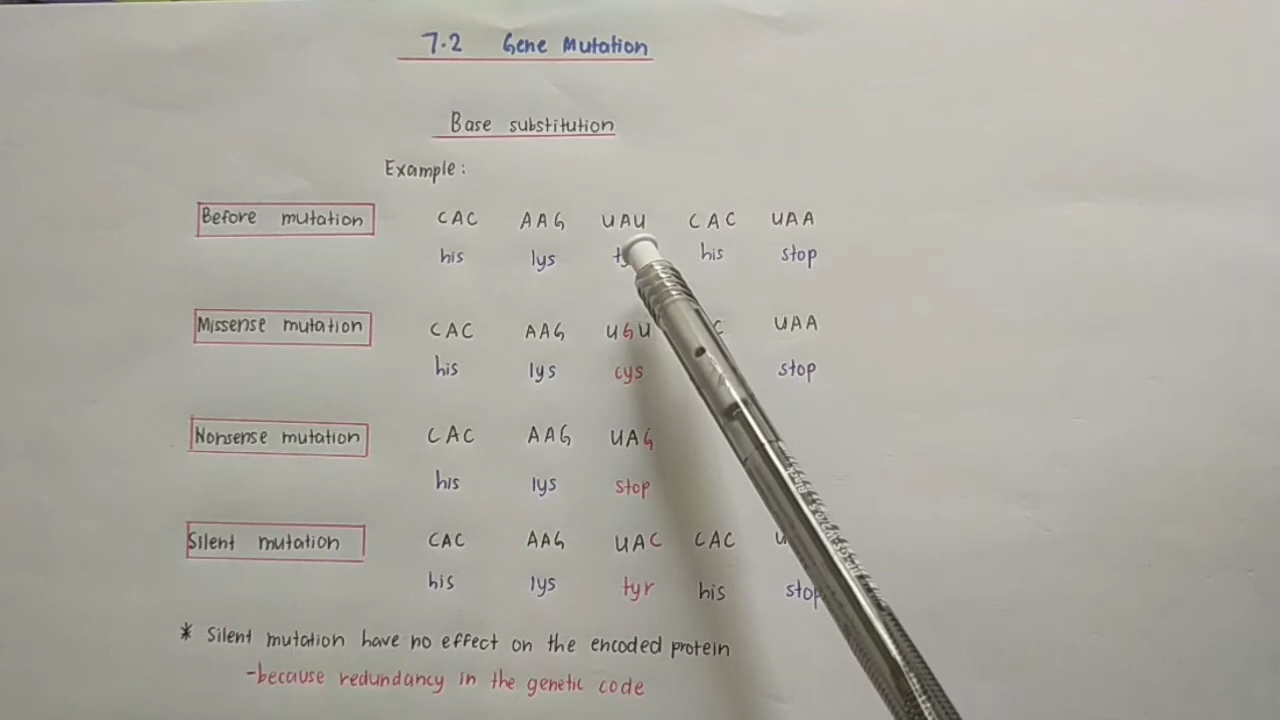 7.2 Gene Mutation
Base substitution
Example:
Before mutation CAC AAG UAU CAC UAA
his lys his stop
Missense mutation CAC AAG UGU UAA
his lys cys stop
Nonsense mutation CAC AAG UAG
his lys stop
Silent mutation CAC AAG UAC CAC
his lys tyr his stop
* Silent mutation have no effect on the encoded protein
-because redundancy in the genetic code